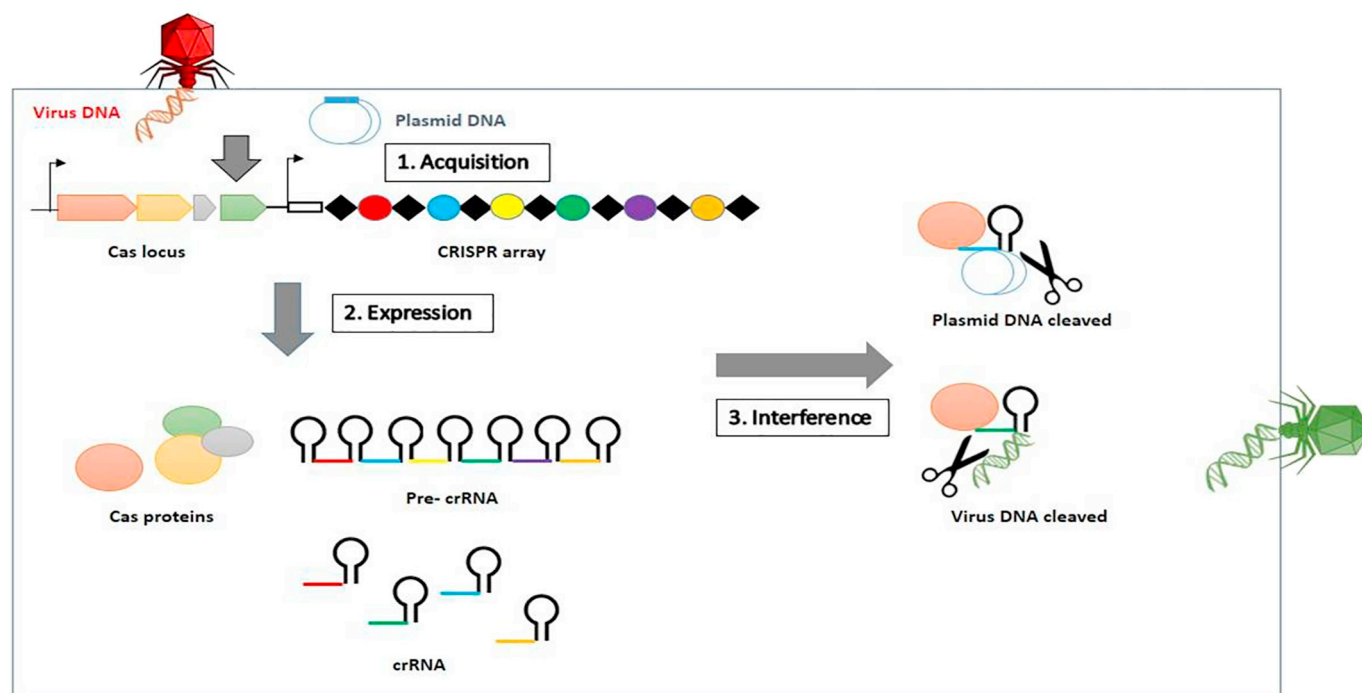 Virus DNA
Plasmid DNA
1. Acquisition
Cas locus
CRISPR array
2. Expression
Plasmid DNA cleaved
3. Interference
Pre- crRNA
Cas proteins
Virus DNA cleaved
crRNA